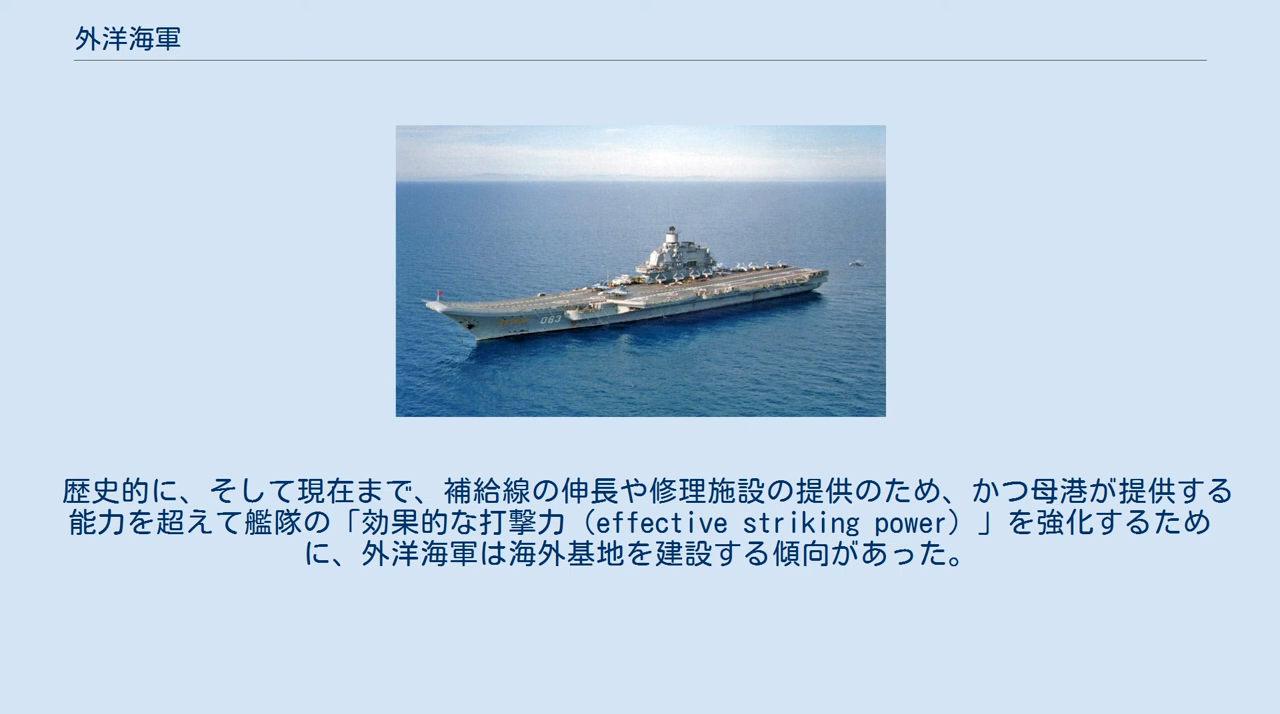 外洋海軍
063
歴史的に、そして現在まで、補給線の伸長や修理施設の提供のため、かつ母港が提供する
能力を超えて艦隊の「効果的な打撃力（effective striking power）」を強化するため
に、外洋海軍は海外基地を建設する傾向があった。